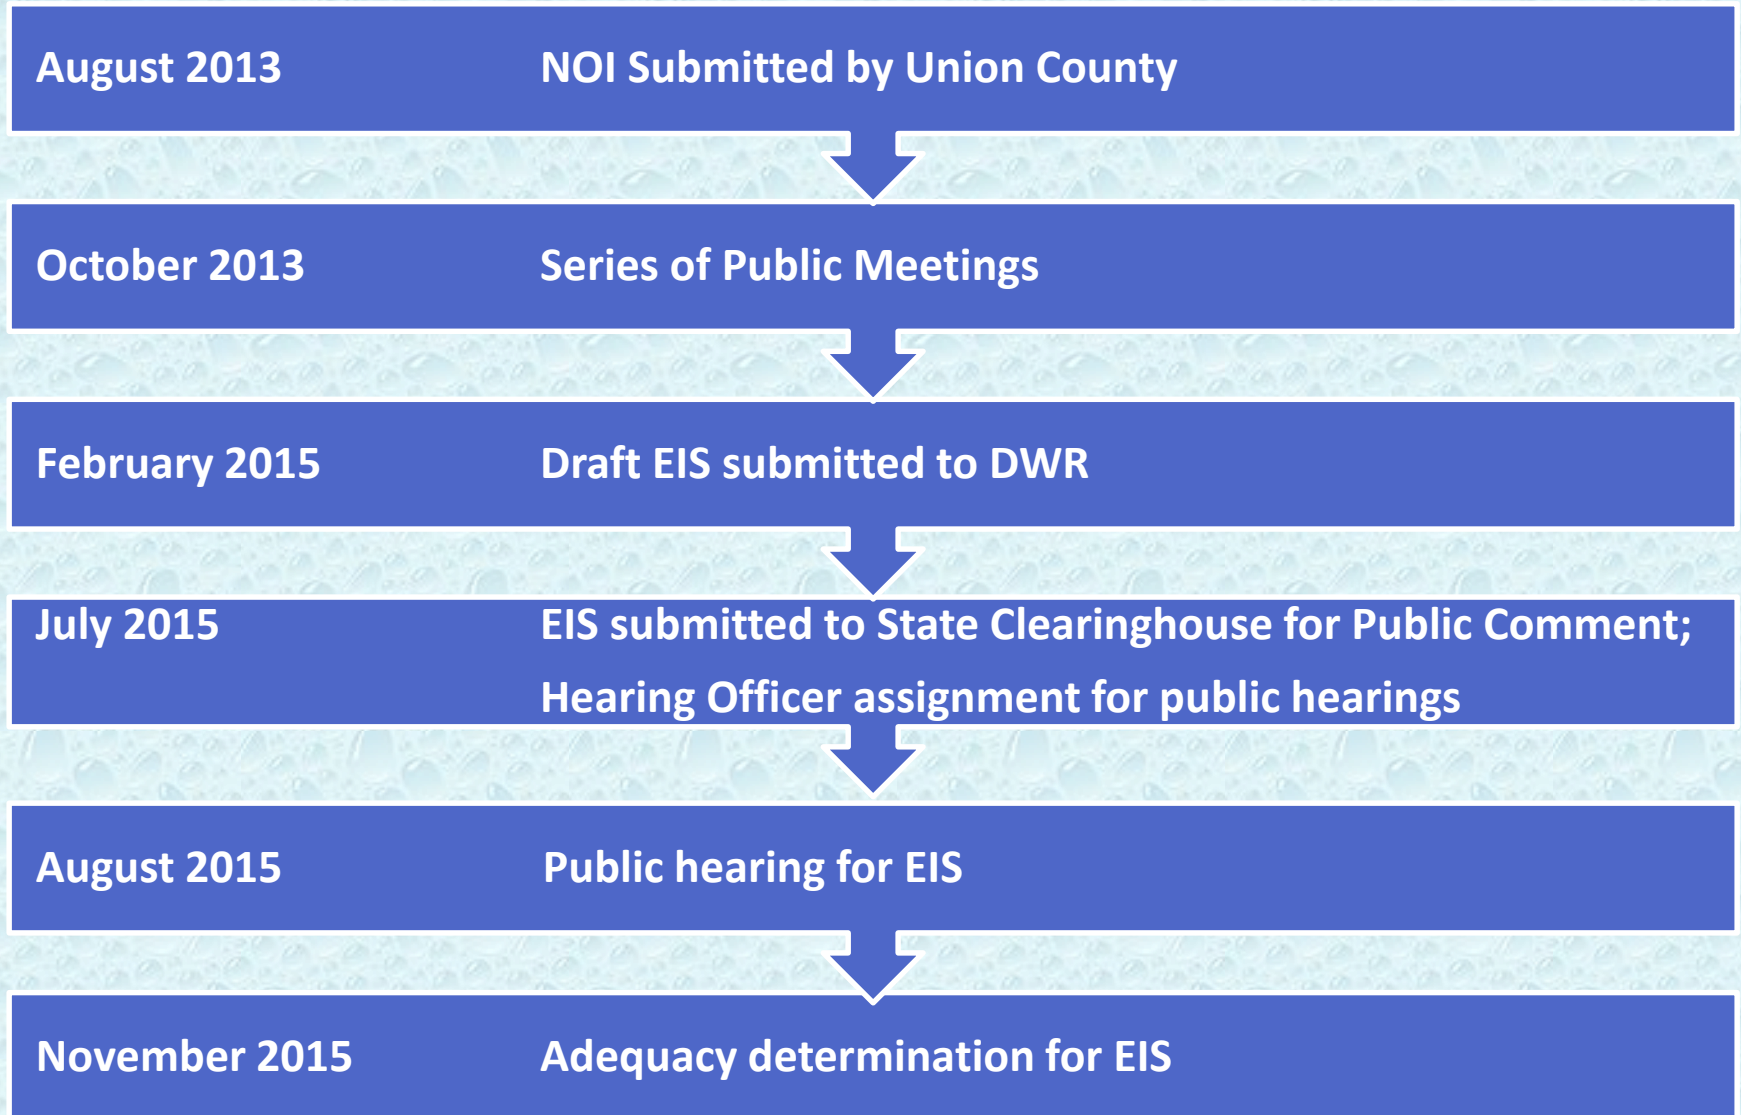 August 2013 NOI Submitted by Union County
October 2013 Series of Public Meetings
February 2015 Draft EIS submitted to DWR
July 2015 EIS submitted to State Clearinghouse for Public Comment;
Hearing Officer assignment for public hearings
August 2015 Public hearing for EIS
November 2015 Adequacy determination for EIS